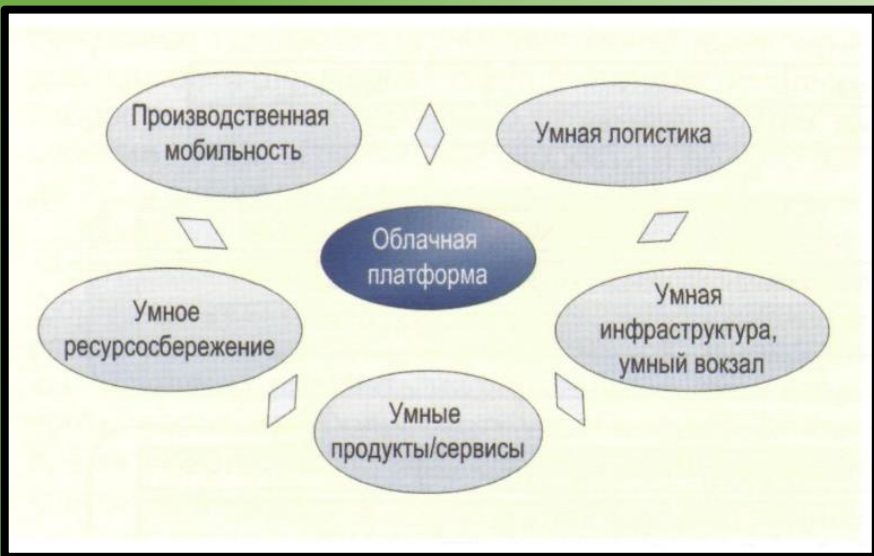 Производственная
мобильность
Умная логистика
Облачная
платформа
Умное
ресурсосбережение
Умная
инфраструктура,
умный вокзал
Умные
продукты/сервисы